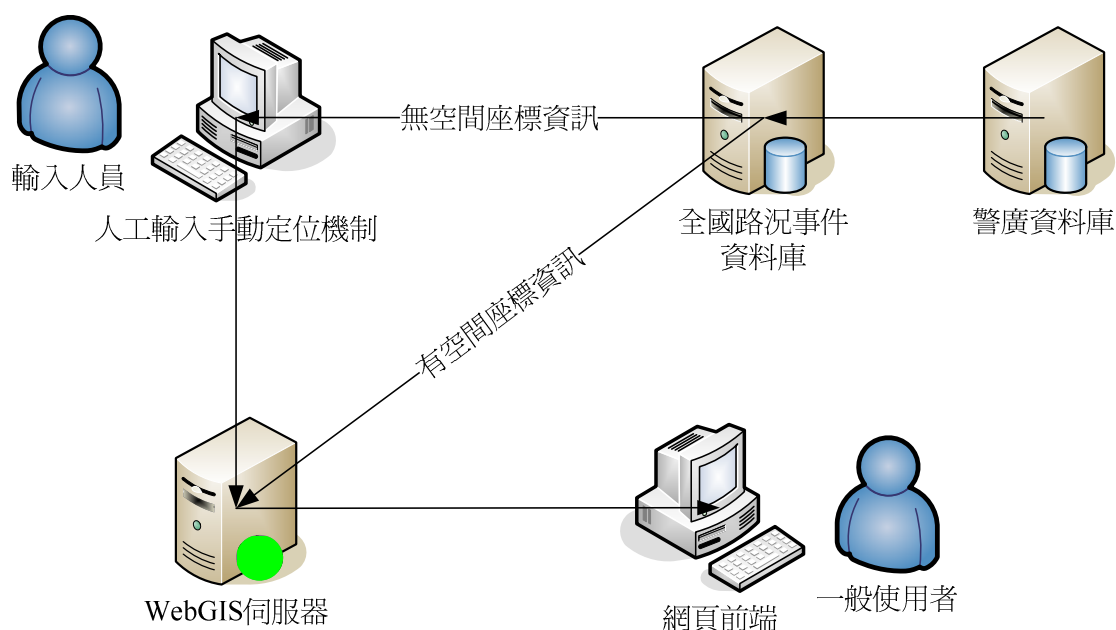 輸入人員
人工輸入手動定位機制
無空間座標資訊
全國路況事件
資料庫
警廣資料庫
有空間座標資訊
WebGIS伺服器
網頁前端
一般使用者